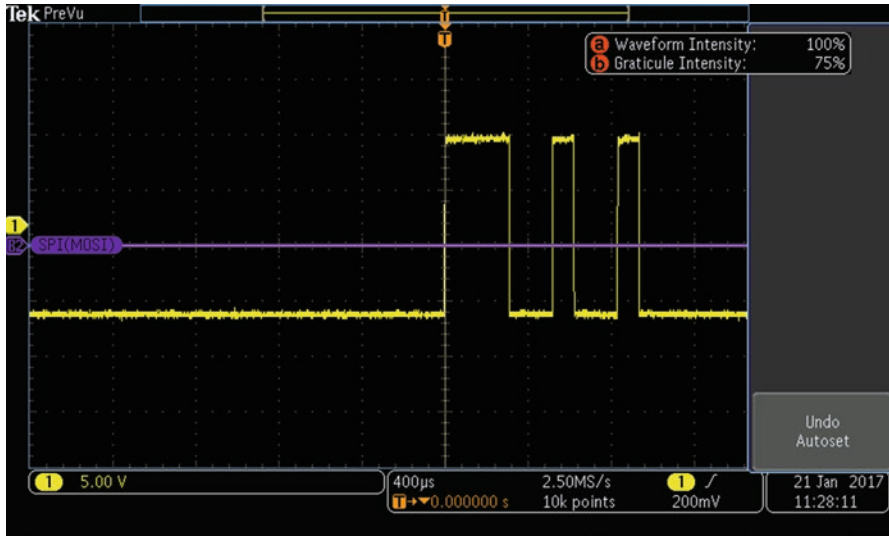 Tek PreVu
T
T
a Waveform Intensity: 100%
b Graticule Intensity: 75%
1
B2 SPI(MOSI)
Undo
Autoset
1 5.00 V
400µs 2.50MS/s 1
T→▼0.000000 s 10k points 200mV
21 Jan 2017
11:28:11